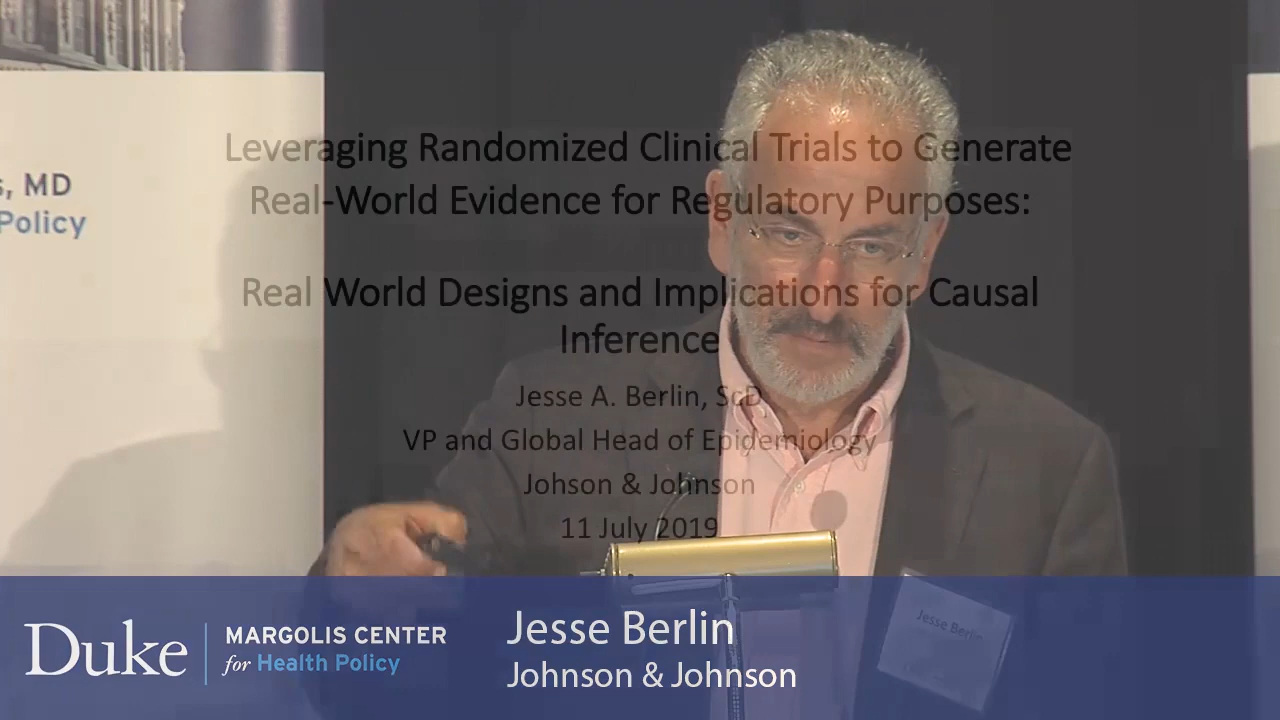 s, MD
Policy
Leveraging Randomized Clinical Trials to Generate
Real-World Evidence for Regulatory Purposes:
Real World Designs and Implications for Causal
Inference
Jesse A. Berlin, ScD
VP and Global Head of Epidemiology
Johson & Johnson
11 July 2019
Duke
MARGOLIS CENTER
for Health Policy
Jesse Berlin
Johnson & Johnson
Jesse Berlin